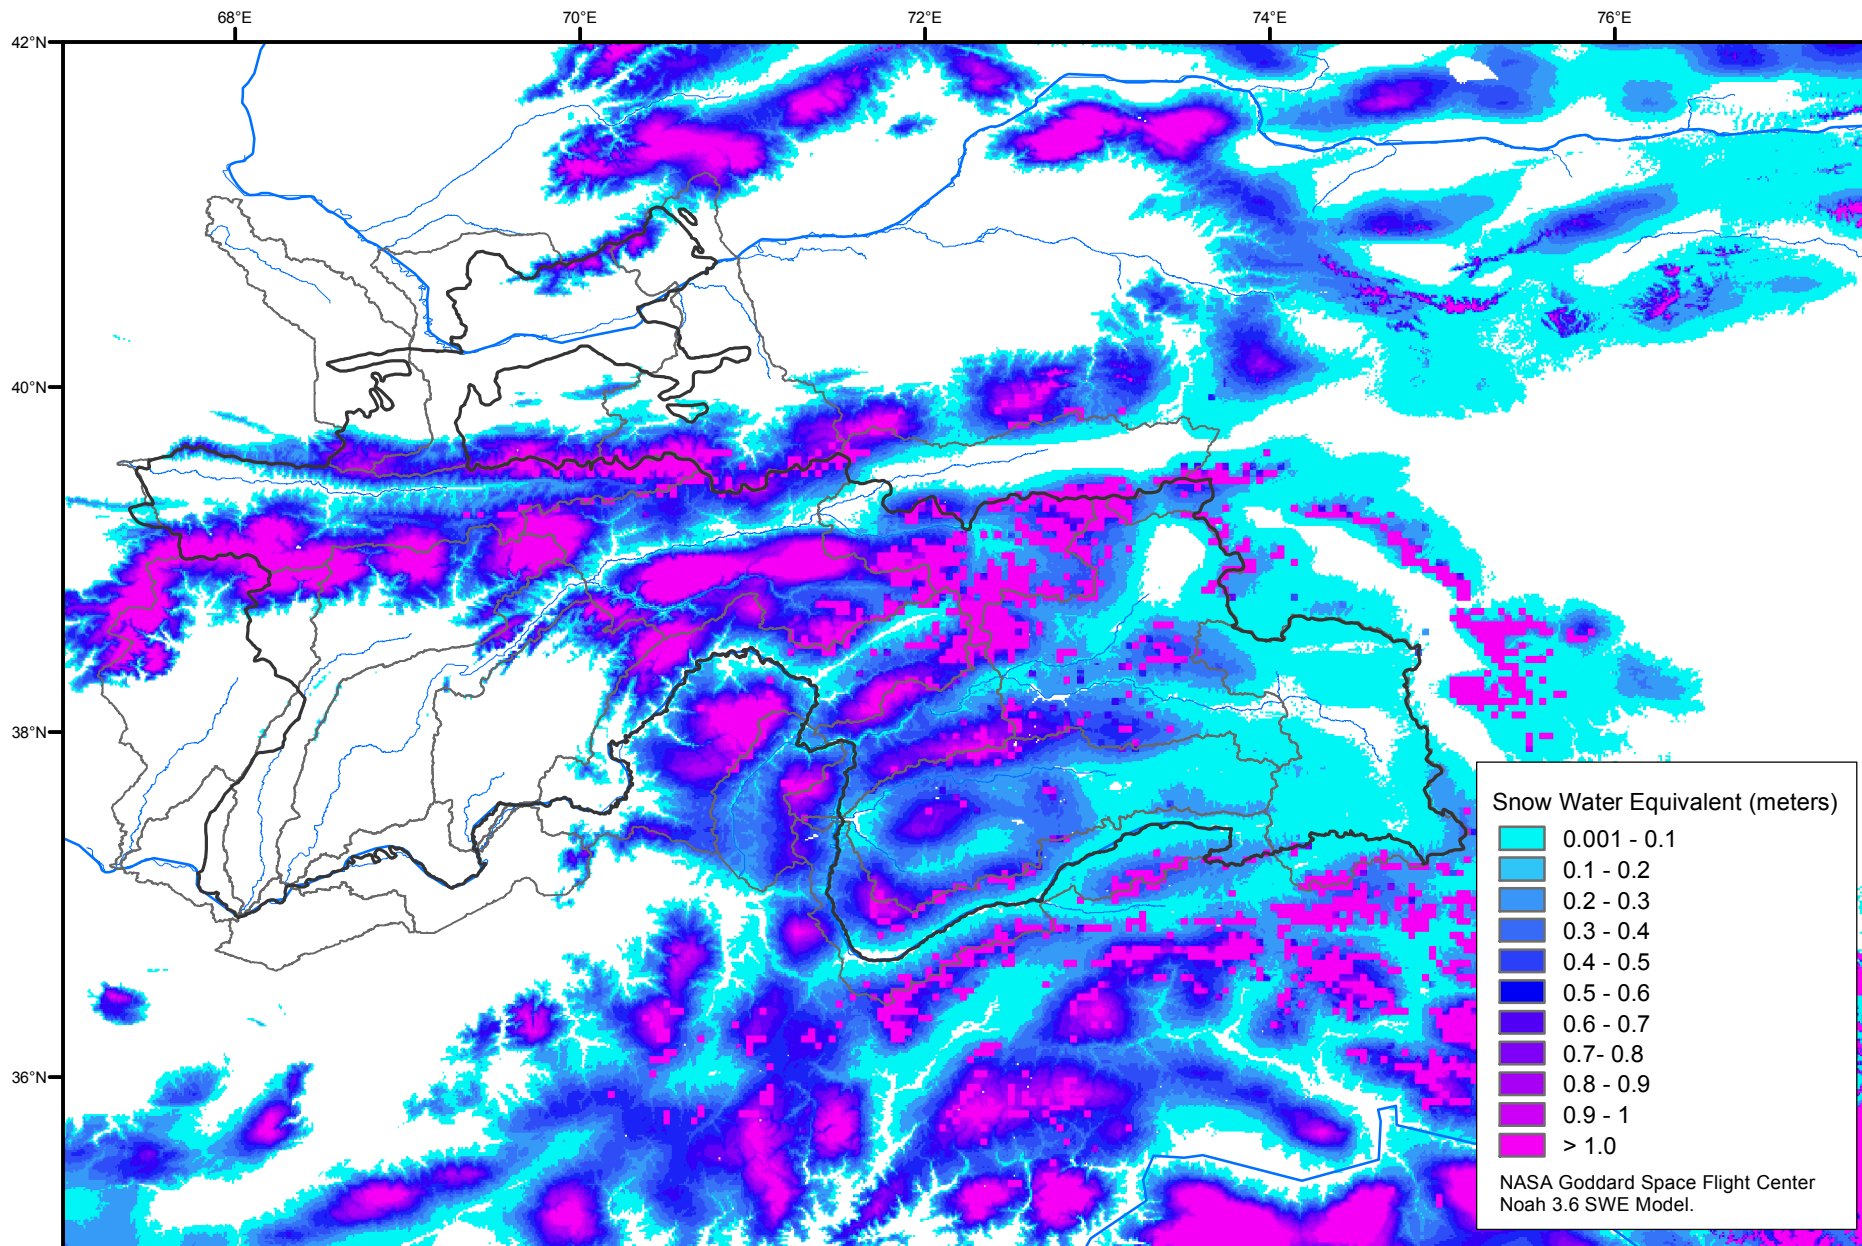 68°E 70°E 72°E 74°E 76°E
42°N
40°N
38°N
36°N
Snow Water Equivalent (meters)
0.001 - 0.1
0.1 - 0.2
0.2 - 0.3
0.3 - 0.4
0.4 - 0.5
0.5 - 0.6
0.6 - 0.7
0.7- 0.8
0.8 - 0.9
0.9 - 1
> 1.0
NASA Goddard Space Flight Center
Noah 3.6 SWE Model.